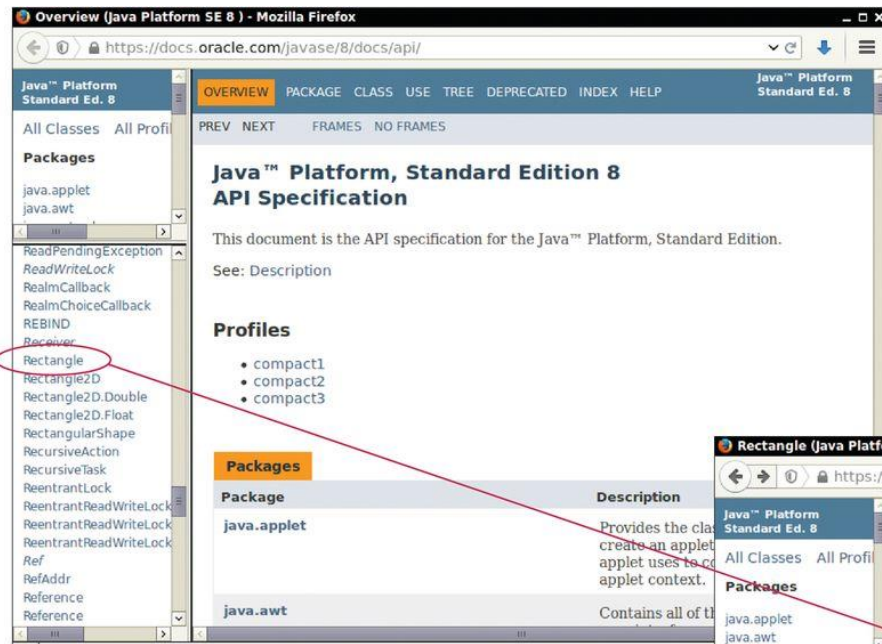 Overview (Java Platform SE 8 ) - Mozilla Firefox
https://docs.oracle.com/javase/8/docs/api/
Java™ Platform
Standard Ed. 8
All Classes All Profil
Packages
java.applet
java.awt
ReadPendingException
ReadWriteLock
RealmCallback
RealmChoiceCallback
REBIND
Receiver
Rectangle
Rectangle2D
Rectangle2D.Double
Rectangle2D.Float
RectangularShape
RecursiveAction
RecursiveTask
ReentrantLock
ReentrantReadWriteLock
ReentrantReadWriteLock
ReentrantReadWriteLock
Ref
RefAddr
Reference
Reference
OVERVIEW PACKAGE CLASS USE TREE DEPRECATED INDEX HELP
Java™ Platform
Standard Ed. 8
PREV NEXT FRAMES NO FRAMES
Java™ Platform, Standard Edition 8
API Specification
This document is the API specification for the Java™ Platform, Standard Edition.
See: Description
Profiles
• compact1
• compact2
• compact3
Packages
Package Description
java.applet Provides the clas
create an applet
applet uses to co
applet context.
java.awt Contains all of th
Rectangle (Java Platf
https:/
Java™ Platform
Standard Ed. 8
All Classes All Profil
Packages
java.applet
java.awt